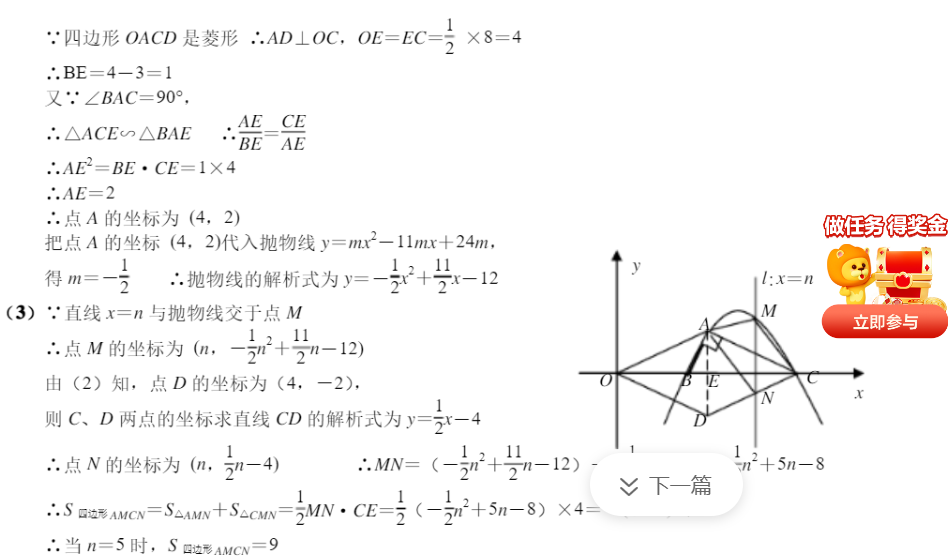 ∵四边形 OACD 是菱形 ∴AD⊥OC，OE=EC=1/2 ×8=4
∴BE=4-3=1
又∵∠BAC=90°，
∴△ACE∽△BAE ∴AE/BE=CE/AE
∴AE²=BE·CE=1×4
∴AE=2
∴点 A 的坐标为 (4，2)
把点 A 的坐标 (4，2)代入抛物线 y=mx²-11mx+24m，
得 m=-1/2 ∴抛物线的解析式为 y=-1/2x²+11/2x-12
（3）∵直线 x=n 与抛物线交于点 M
∴点 M 的坐标为 (n，-1/2n²+11/2n-12)
由（2）知，点 D 的坐标为（4，-2），
则 C、D 两点的坐标求直线 CD 的解析式为 y=1/2x-4
∴点 N 的坐标为 (n，1/2n-4) ∴MN=（-1/2n²+11/2n-12）- n²+5n-8
∴S四边形AMCN=S△AMN+S△CMN=1/2MN·CE=1/2（-1/2n²+5n-8）×4=
∴当 n=5 时，S四边形AMCN=9
y
l:x=n
M
A
O
B
E
C
x
N
D
做任务 得奖金
立即参与
下一篇